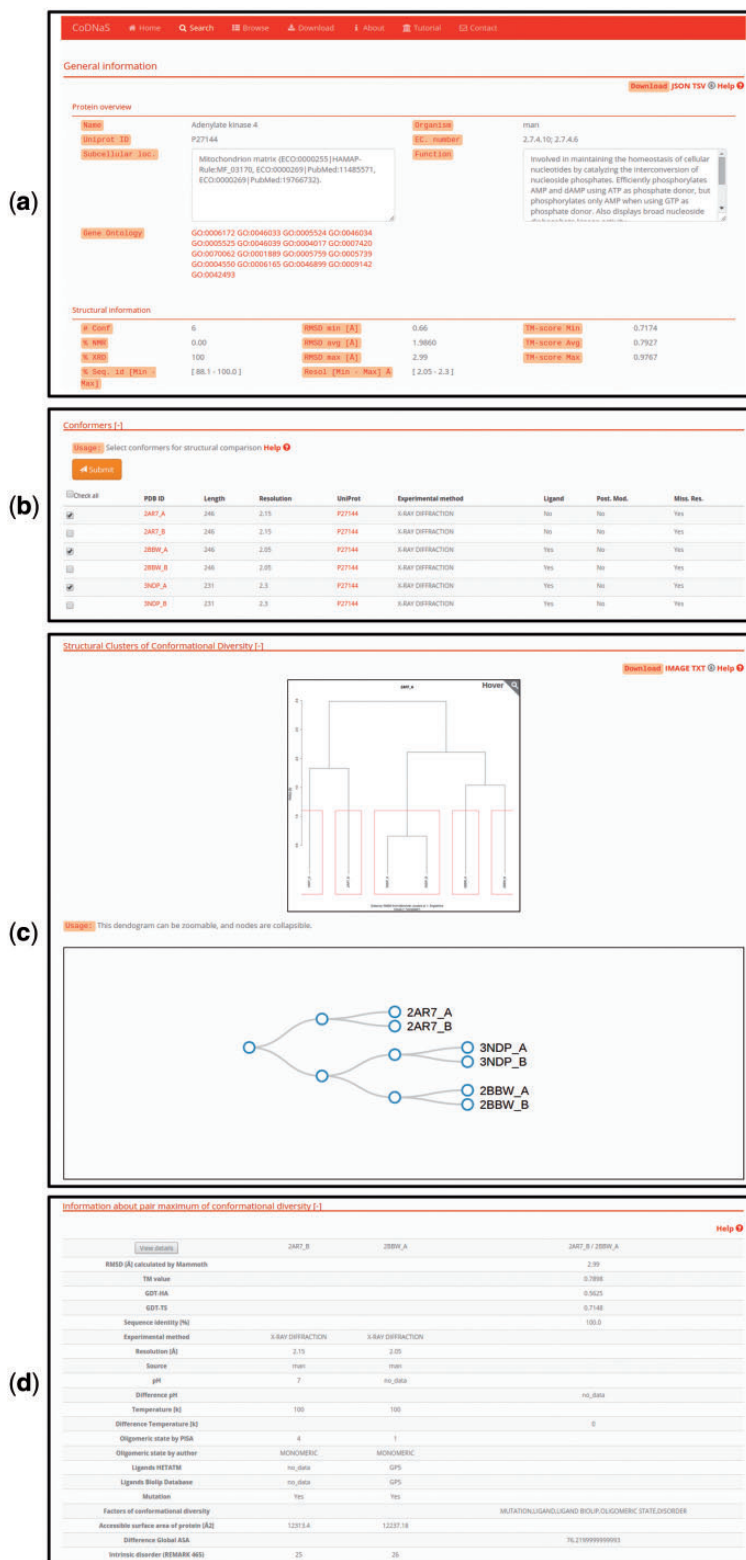 CoDNaS Home Search Browse Download About Tutorial Contact
General information
Download JSON TSV Help
Protein overview
Name Adenylate kinase 4 Organism man
Uniprot ID P27144 EC. number 2.7.4.10; 2.7.4.6
Subcellular loc. Function
Mitochondrion matrix {ECO:0000255|HAMAP-
Rule:MF_03170, ECO:0000269|PubMed:11485571,
ECO:0000269|PubMed:19766732}.
Involved in maintaining the homeostasis of cellular
nucleotides by catalyzing the interconversion of
nucleoside phosphates. Efficiently phosphorylates
AMP and dAMP using ATP as phosphate donor, but
phosphorylates only AMP when using GTP as
phosphate donor. Also displays broad nucleoside
(a)
Gene Ontology
GO:0006172 GO:0046033 GO:0005524 GO:0046034
GO:0005525 GO:0046039 GO:0004017 GO:0007420
GO:0070062 GO:0001889 GO:0005759 GO:0005739
GO:0004550 GO:0006165 GO:0046899 GO:0009142
GO:0042493
Structural information
# Conf 6 RMSD min [Å] 0.66 TM-score Min 0.7174
% NMR 0.00 RMSD avg [Å] 1.9860 TM-score Avg 0.7927
% XRD 100 RMSD max [Å] 2.99 TM-score Max 0.9767
% Seq. id [Min - [ 88.1 - 100.0 ] Resol [Min - Max] Å [ 2.05 - 2.3 ]
Max]
Conformers [-]
Usage: Select conformers for structural comparison Help
Submit
(b)
Check all PDB ID Length Resolution UniProt Experimental method Ligand Post. Mod. Miss. Res.
2AR7_A 246 2.15 P27144 X-RAY DIFFRACTION No No Yes
2AR7_B 246 2.15 P27144 X-RAY DIFFRACTION No No Yes
2BBW_A 246 2.05 P27144 X-RAY DIFFRACTION Yes No Yes
2BBW_B 246 2.05 P27144 X-RAY DIFFRACTION Yes No Yes
3NDP_A 231 2.3 P27144 X-RAY DIFFRACTION Yes No Yes
3NDP_B 231 2.3 P27144 X-RAY DIFFRACTION Yes No Yes
Structural Clusters of Conformational Diversity [-]
Download IMAGE TXT Help
2AR7_A Hover
(c)
Usage: This dendogram can be zoomable, and nodes are collapsible.
2AR7_A
2AR7_B
3NDP_A
3NDP_B
2BBW_A
2BBW_B
Information about pair maximum of conformational diversity [-]
Help
View details 2AR7_B 2BBW_A 2AR7_B / 2BBW_A
RMSD [Å] calculated by Mammoth 2.99
TM value 0.7898
GDT-HA 0.5625
GDT-TS 0.7148
Sequence identity [%] 100.0
Experimental method X-RAY DIFFRACTION X-RAY DIFFRACTION
Resolution [Å] 2.15 2.05
Source man man
(d)
pH 7 no_data
Difference pH no_data
Temperature [k] 100 100
Difference Temperature [k] 0
Oligomeric state by PISA 4 1
Oligomeric state by author MONOMERIC MONOMERIC
Ligands HETATM no_data GP5
Ligands Biolip Database no_data GP5
Mutation Yes Yes
Factors of conformational diversity MUTATION,LIGAND,LIGAND BIOLIP,OLIGOMERIC STATE,DISORDER
Accessible surface area of protein [Å2] 12313.4 12237.18
Difference Global ASA 76.2199999999993
Intrinsic disorder (REMARK 465) 25 26